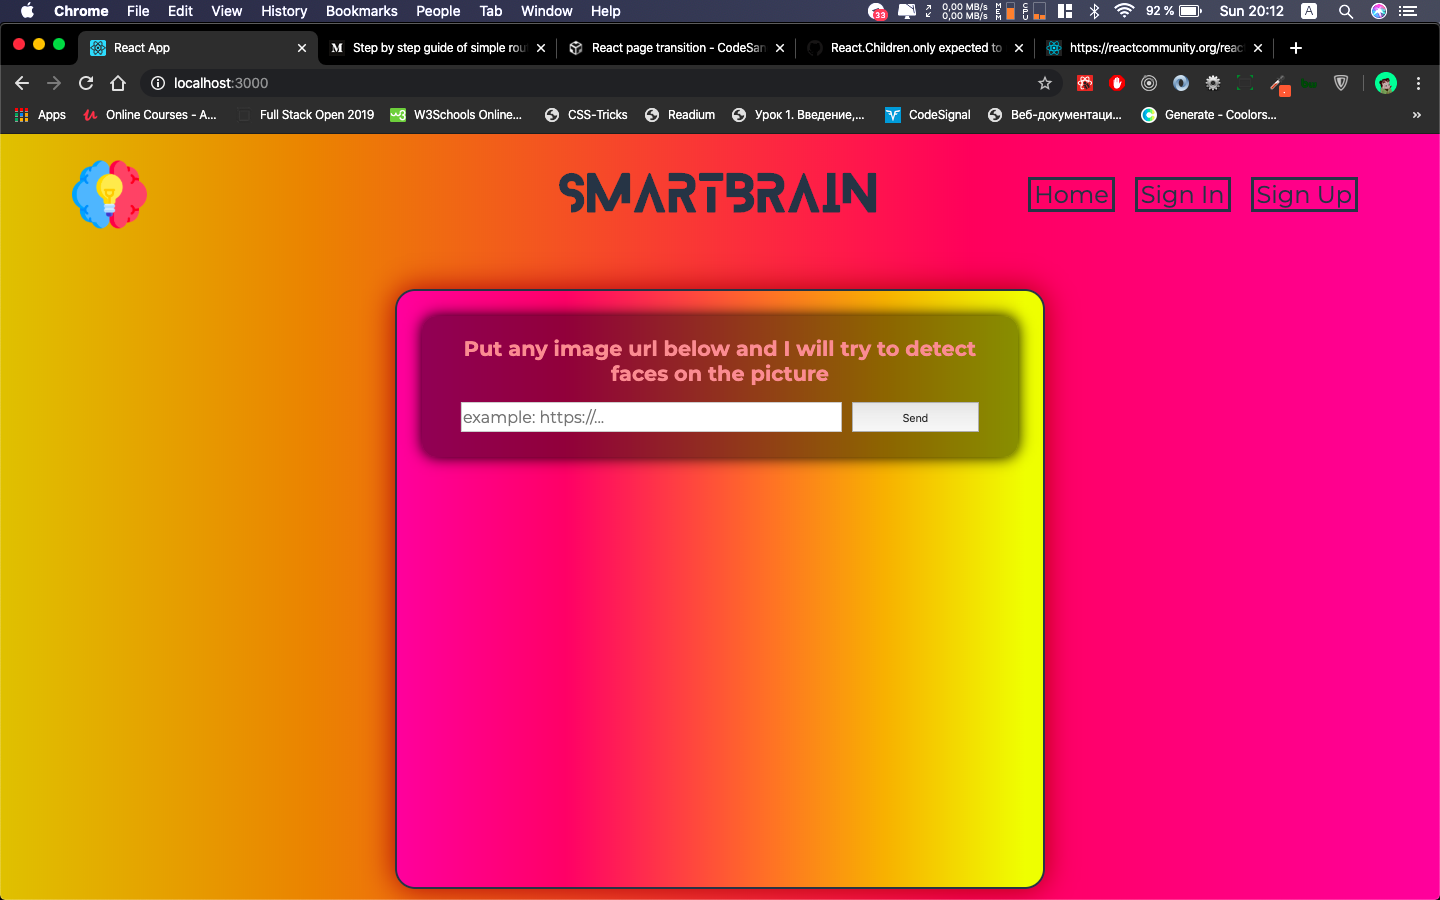 Chrome File Edit View History Bookmarks People Tab Window Help 33 0,00 MB/s 0,00 MB/s MEM CPU 92 % Sun 20:12 A
React App Step by step guide of simple rou React page transition - CodeSan React.Children.only expected to https://reactcommunity.org/reac
localhost:3000
Apps Online Courses - A... Full Stack Open 2019 W3Schools Online... CSS-Tricks Readium Урок 1. Введение,... CodeSignal Веб-документаци... Generate - Coolors... »
SMARTBRAIN Home Sign In Sign Up
Put any image url below and I will try to detect
faces on the picture
example: https://... Send